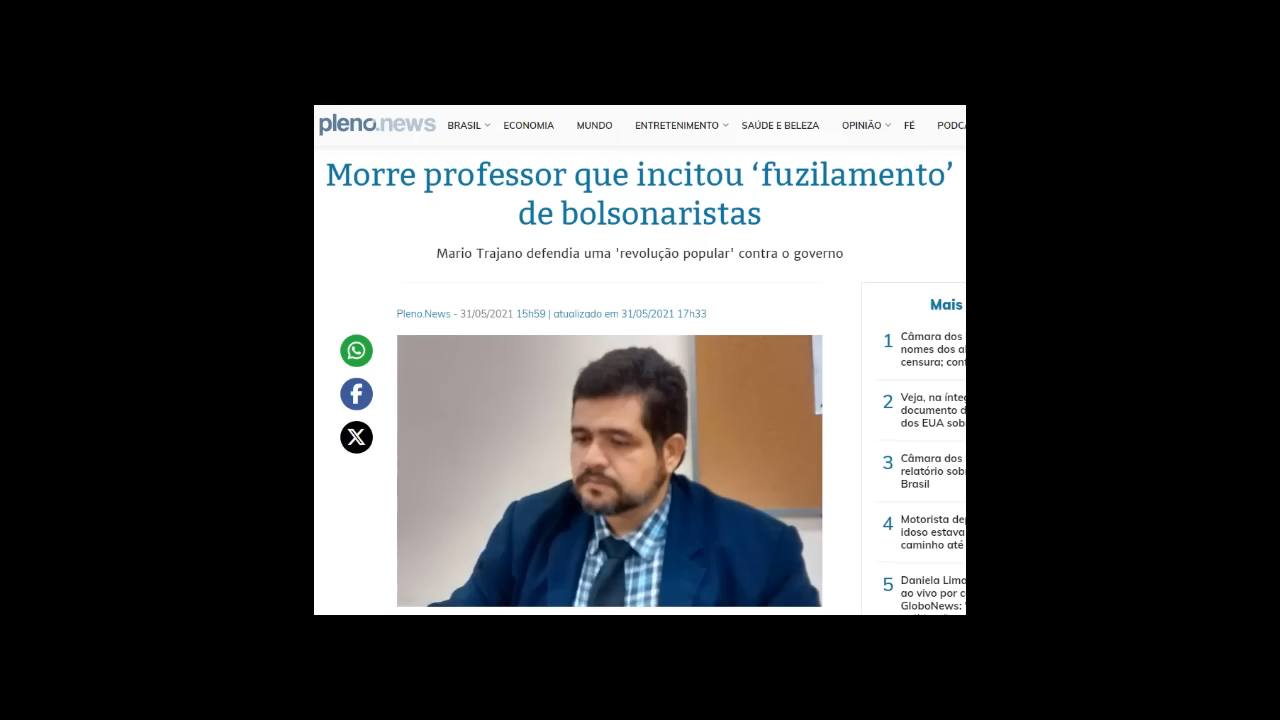 pleno.news BRASIL ECONOMIA MUNDO ENTRETENIMENTO SAÚDE E BELEZA OPINIÃO FÉ
Morre professor que incitou ‘fuzilamento’
de bolsonaristas
Mario Trajano defendia uma 'revolução popular' contra o governo
Pleno.News - 31/05/2021 15h59 | atualizado em 31/05/2021 17h33
Mais
1 Câmara dos
nomes dos
censura;
2 Veja, na
documento
dos EUA
3 Câmara dos
relatório
Brasil
4 Motorista
idoso estava
caminho até
5 Daniela Lima
ao vivo por
GloboNews: